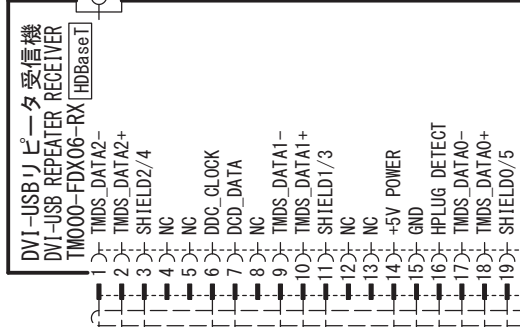 DVI-USBリピータ受信機
DVI-USB REPEATER RECEIVER
TM000-FDX06-RX HDBaseT
1 TMDS_DATA2-
2 TMDS_DATA2+
3 SHIELD2/4
4 NC
5 NC
6 DDC_CLOCK
7 DCD_DATA
8 NC
9 TMDS_DATA1-
10 TMDS_DATA1+
11 SHIELD1/3
12 NC
13 NC
14 +5V POWER
15 GND
16 HPLUG DETECT
17 TMDS_DATA0-
18 TMDS_DATA0+
19 SHIELD0/5